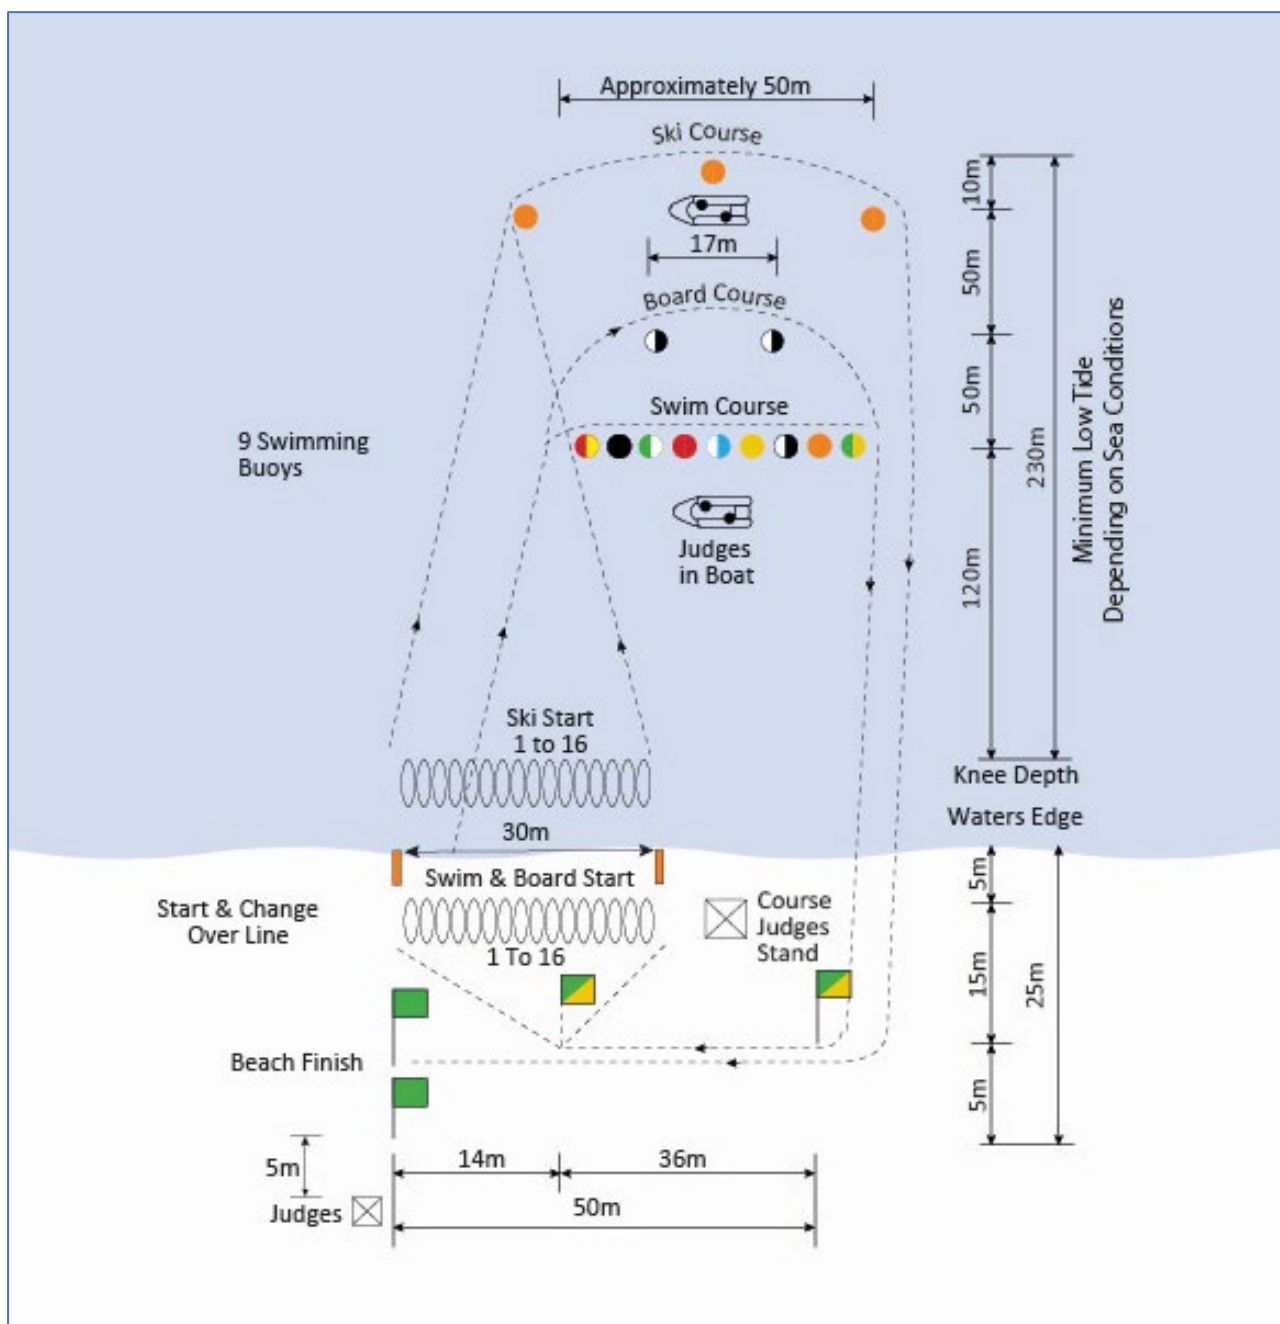 Approximately 50m
Ski Course
10m
17m
50m
Board Course
50m
Swim Course
9 Swimming
Buoys
230m
Minimum Low Tide
Depending on Sea Conditions
Judges
in Boat
120m
Ski Start
1 to 16
Knee Depth
Waters Edge
30m
Swim & Board Start
5m
Start & Change
Over Line
Course
Judges
Stand
1 To 16
15m
25m
Beach Finish
5m
5m
14m
36m
Judges
50m